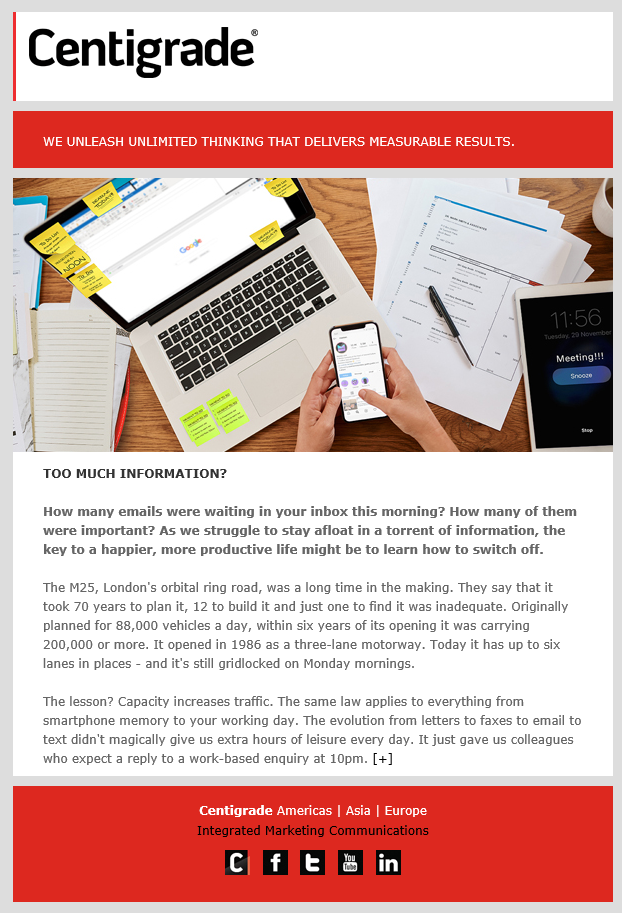 Centigrade®
WE UNLEASH UNLIMITED THINKING THAT DELIVERS MEASURABLE RESULTS.
Google
11:56
Tuesday, 29 November
Meeting!!!
Snooze
Stop
TOO MUCH INFORMATION?
How many emails were waiting in your inbox this morning? How many of them
were important? As we struggle to stay afloat in a torrent of information, the
key to a happier, more productive life might be to learn how to switch off.
The M25, London's orbital ring road, was a long time in the making. They say that it
took 70 years to plan it, 12 to build it and just one to find it was inadequate. Originally
planned for 88,000 vehicles a day, within six years of its opening it was carrying
200,000 or more. It opened in 1986 as a three-lane motorway. Today it has up to six
lanes in places - and it's still gridlocked on Monday mornings.
The lesson? Capacity increases traffic. The same law applies to everything from
smartphone memory to your working day. The evolution from letters to faxes to email to
text didn't magically give us extra hours of leisure every day. It just gave us colleagues
who expect a reply to a work-based enquiry at 10pm. [+]
Centigrade Americas | Asia | Europe
Integrated Marketing Communications
C f t You Tube in